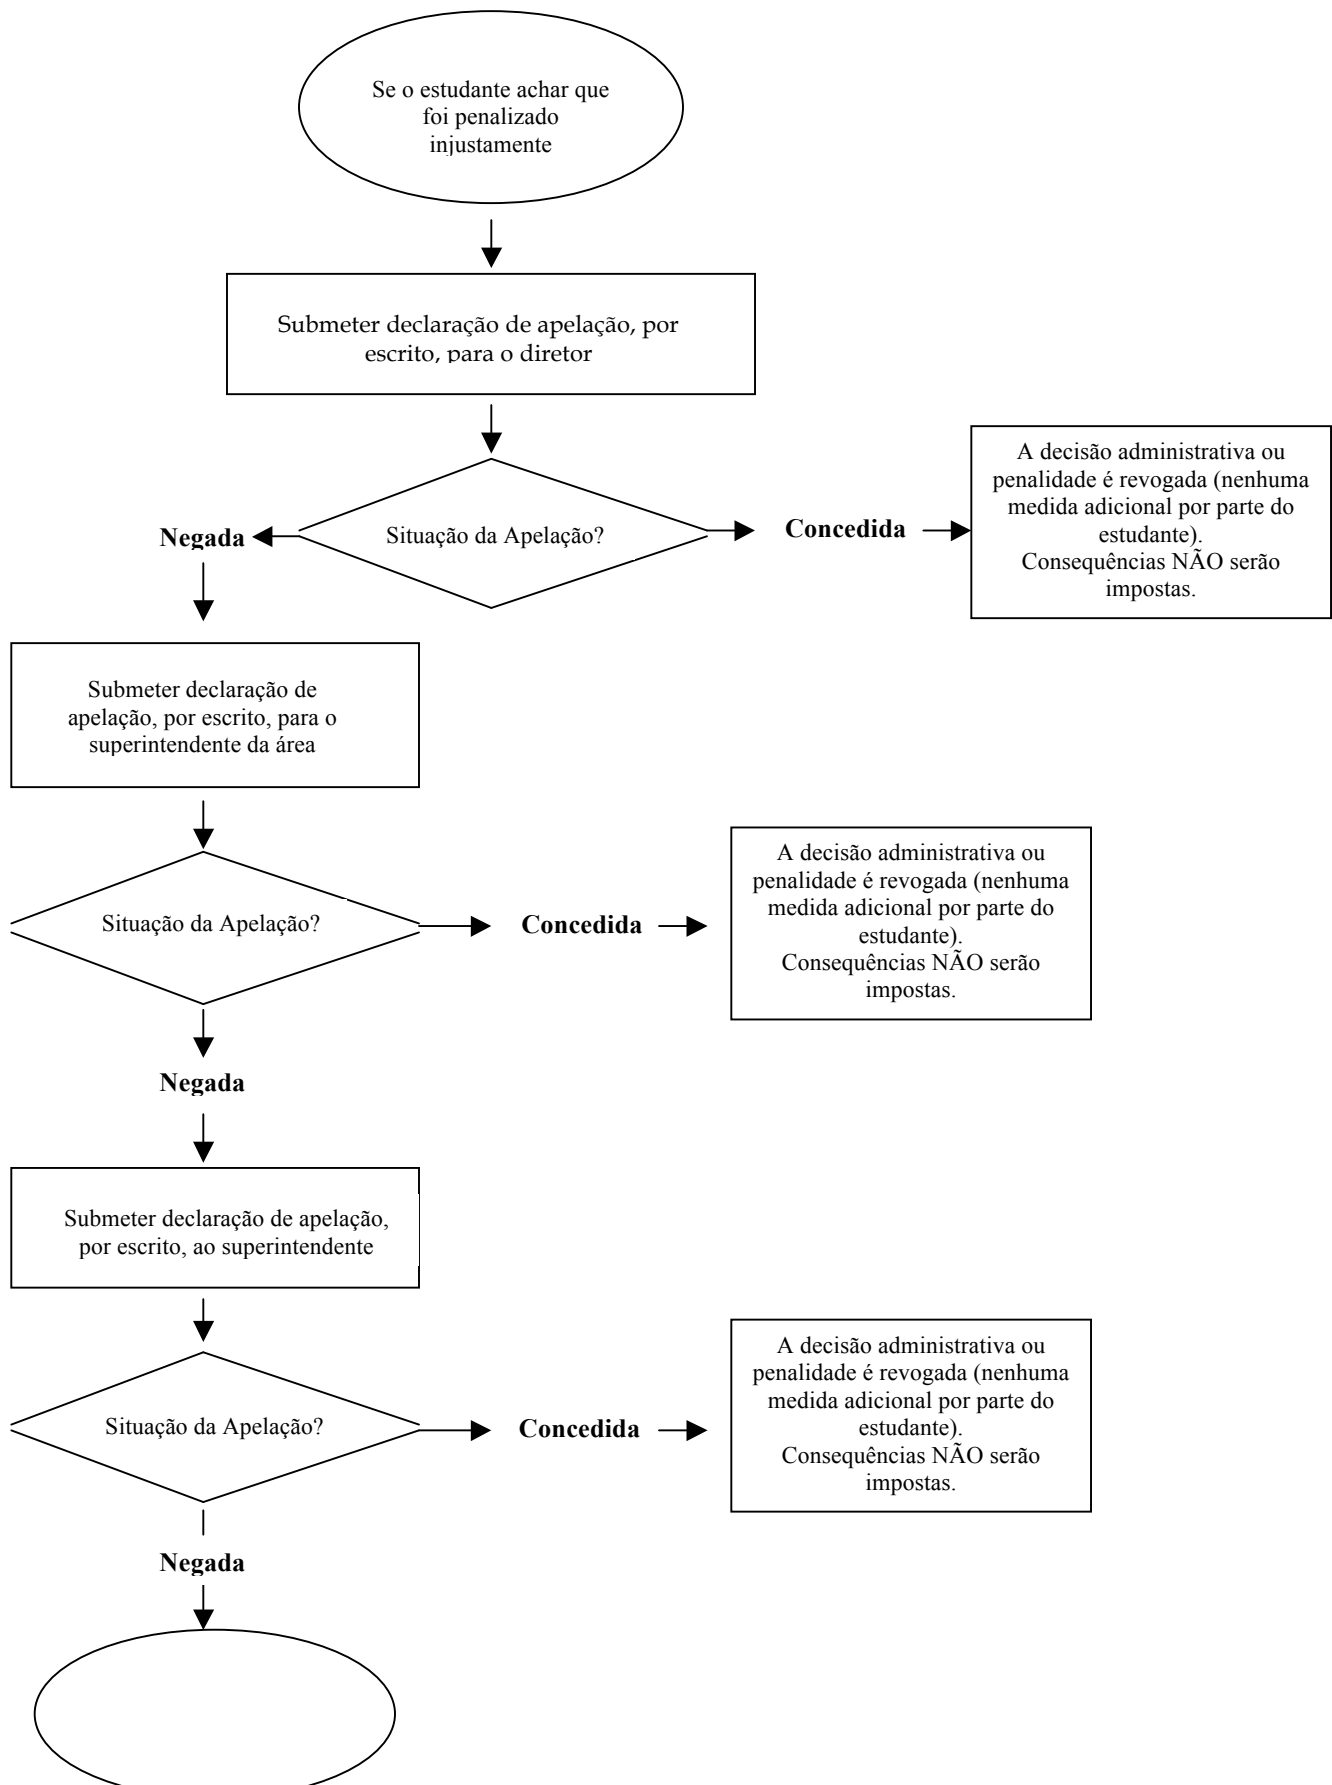 Se o estudante achar que
foi penalizado
injustamente
Submeter declaração de apelação, por
escrito, para o diretor
Situação da Apelação?
Negada
Concedida
A decisão administrativa ou
penalidade é revogada (nenhuma
medida adicional por parte do
estudante).
Consequências NÃO serão
impostas.
Submeter declaração de
apelação, por escrito, para o
superintendente da área
Situação da Apelação?
Concedida
A decisão administrativa ou
penalidade é revogada (nenhuma
medida adicional por parte do
estudante).
Consequências NÃO serão
impostas.
Negada
Submeter declaração de apelação,
por escrito, ao superintendente
Situação da Apelação?
Concedida
A decisão administrativa ou
penalidade é revogada (nenhuma
medida adicional por parte do
estudante).
Consequências NÃO serão
impostas.
Negada